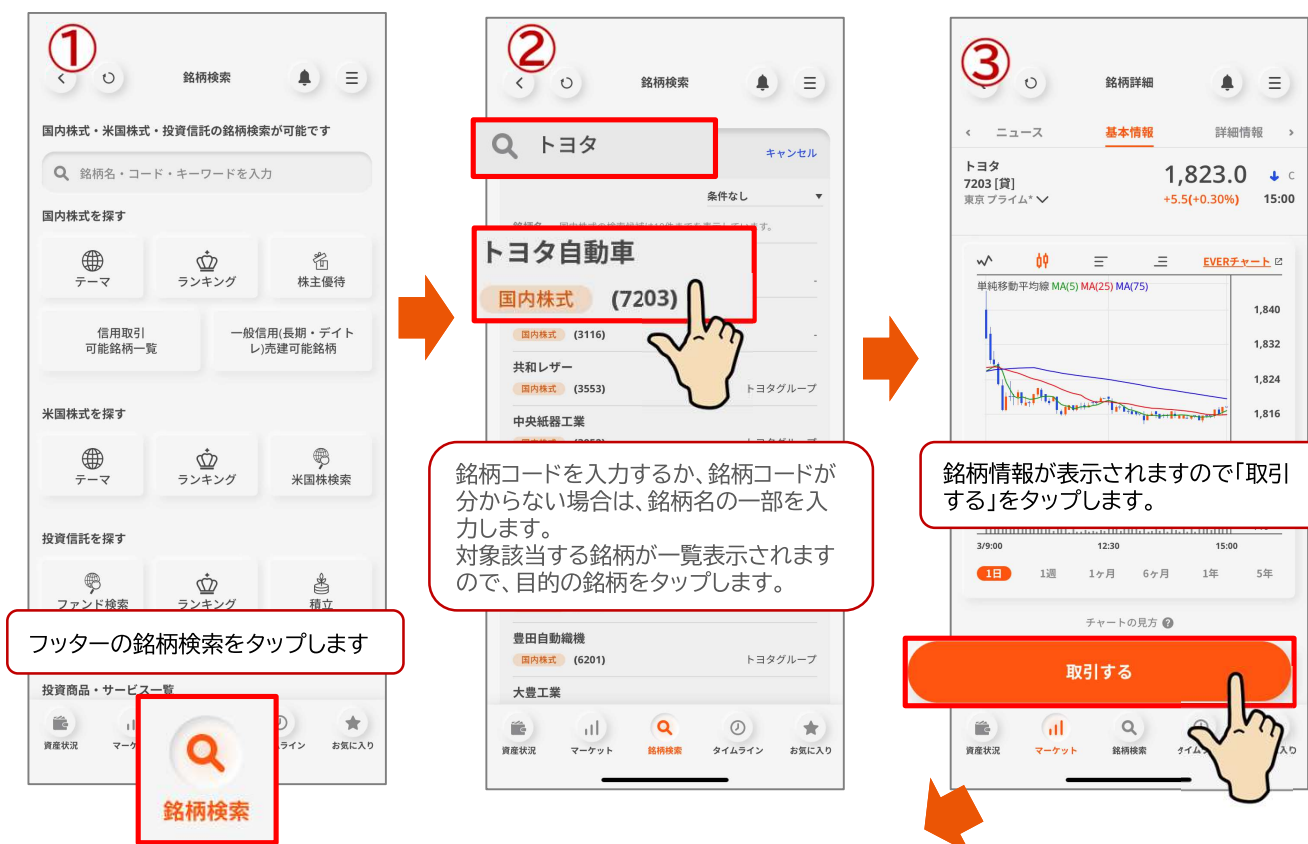 ①
銘柄検索
国内株式・米国株式・投資信託の銘柄検索が可能です
銘柄名・コード・キーワードを入力
国内株式を探す
テーマ
ランキング
株主優待
信用取引
可能銘柄一覧
一般信用(長期・デイト
レ)売建可能銘柄
米国株式を探す
テーマ
ランキング
米国株検索
投資信託を探す
ファンド検索
ランキング
積立
フッターの銘柄検索をタップします
投資商品・サービス一覧
資産状況
お気に入り
銘柄検索
②
銘柄検索
トヨタ
キャンセル
条件なし
トヨタ自動車
国内株式 (7203)
-
国内株式 (3116)
-
共和レザー
国内株式 (3553)
トヨタグループ
中央紙器工業
銘柄コードを入力するか、銘柄コードが
分からない場合は、銘柄名の一部を入
力します。
対象該当する銘柄が一覧表示されます
ので、目的の銘柄をタップします。
豊田自動織機
国内株式 (6201)
トヨタグループ
大豊工業
資産状況
マーケット
銘柄検索
タイムライン
お気に入り
③
銘柄詳細
ニュース
基本情報
詳細情報
トヨタ
7203 [貸]
東京 プライム*
1,823.0 ↓ C
+5.5(+0.30%) 15:00
EVERチャート
単純移動平均線 MA(5) MA(25) MA(75)
1,840
1,832
1,824
1,816
銘柄情報が表示されますので「取引
する」をタップします。
3/9:00
12:30
15:00
1日
1週
1ヶ月
6ヶ月
1年
5年
チャートの見方 ?
取引する
資産状況
マーケット
銘柄検索